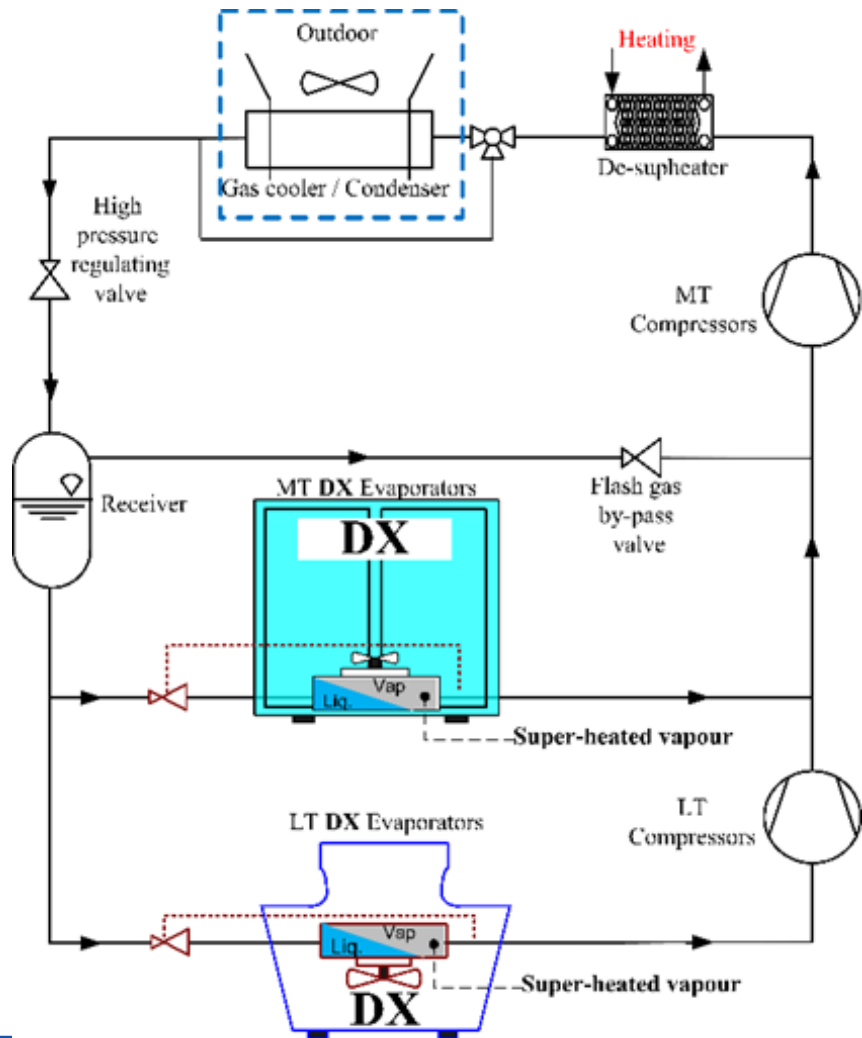 Outdoor
Heating
Gas cooler / Condenser
De-supheater
High
pressure
regulating
valve
MT
Compressors
Receiver
Flash gas
by-pass
valve
MT DX Evaporators
DX
Vap
Liq.
Super-heated vapour
LT
Compressors
LT DX Evaporators
Vap
Liq.
Super-heated vapour
DX